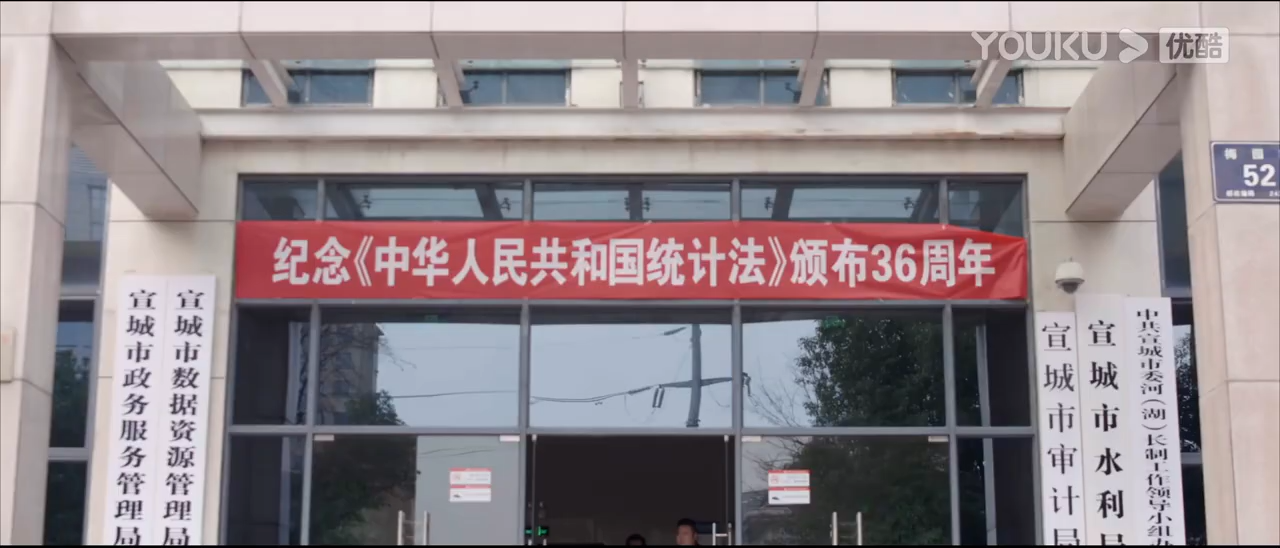 YOUKU 优酷
梅园
52
纪念《中华人民共和国统计法》颁布36周年
宣城市政务服务管理局
宣城市数据资源管理局
宣城市审计局
宣城市水利局
中共宣城市委河（湖）长制工作领导小组办